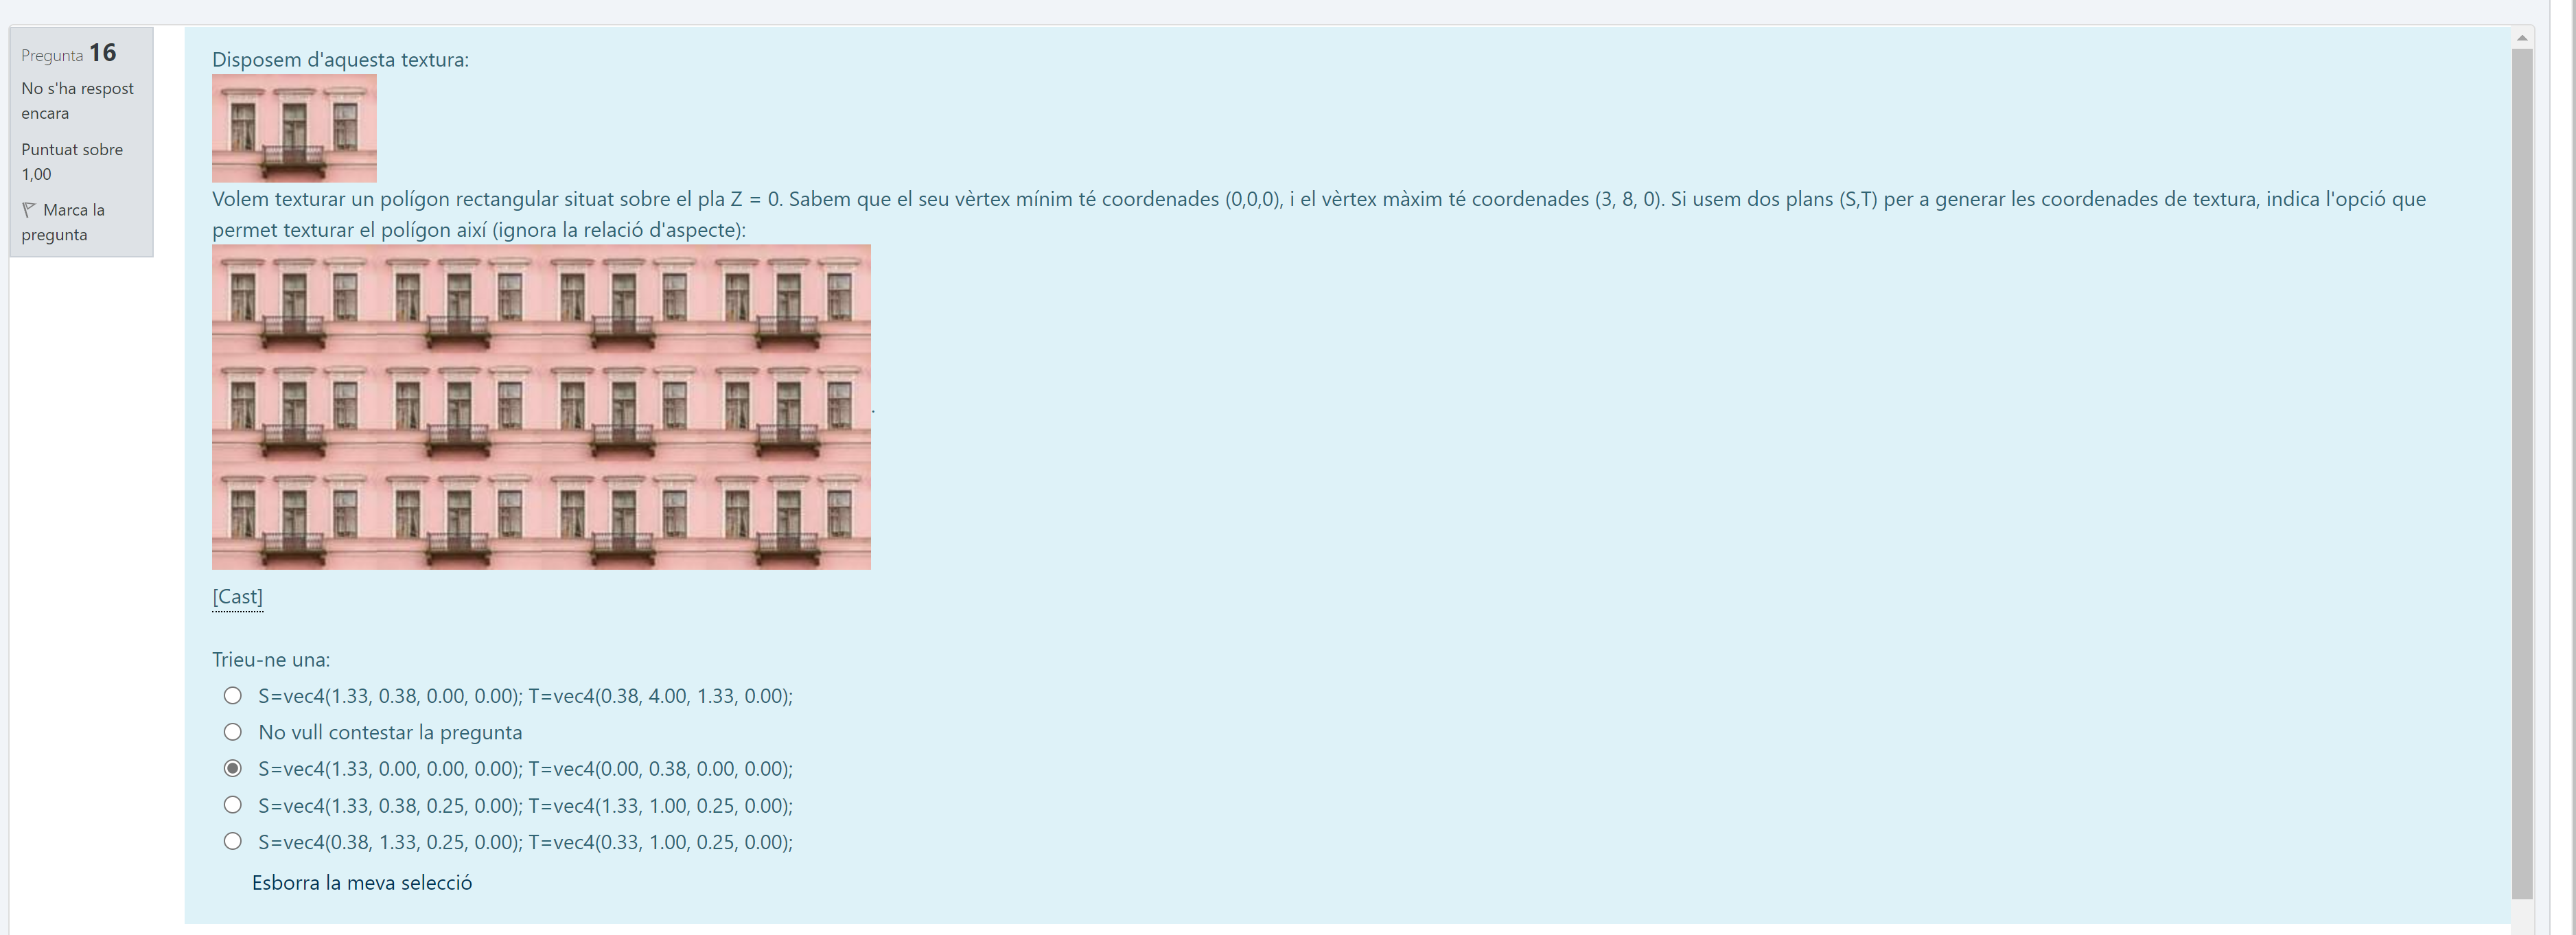 Pregunta 16
No s'ha respost
encara
Puntuat sobre
1,00
Marca la
pregunta
Disposem d'aquesta textura:
Volem texturar un polígon rectangular situat sobre el pla Z = 0. Sabem que el seu vèrtex mínim té coordenades (0,0,0), i el vèrtex màxim té coordenades (3, 8, 0). Si usem dos plans (S,T) per a generar les coordenades de textura, indica l'opció que
permet texturar el polígon així (ignora la relació d'aspecte):
.
[Cast]
Trieu-ne una:
S=vec4(1.33, 0.38, 0.00, 0.00); T=vec4(0.38, 4.00, 1.33, 0.00);
No vull contestar la pregunta
S=vec4(1.33, 0.00, 0.00, 0.00); T=vec4(0.00, 0.38, 0.00, 0.00);
S=vec4(1.33, 0.38, 0.25, 0.00); T=vec4(1.33, 1.00, 0.25, 0.00);
S=vec4(0.38, 1.33, 0.25, 0.00); T=vec4(0.33, 1.00, 0.25, 0.00);
Esborra la meva selecció